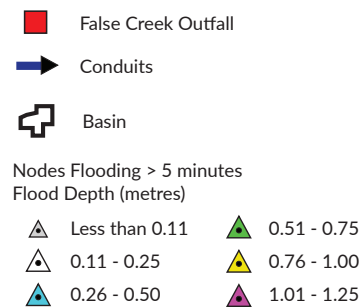 False Creek Outfall
Conduits
Basin
Nodes Flooding > 5 minutes
Flood Depth (metres)
Less than 0.11
0.11 - 0.25
0.26 - 0.50
0.51 - 0.75
0.76 - 1.00
1.01 - 1.25